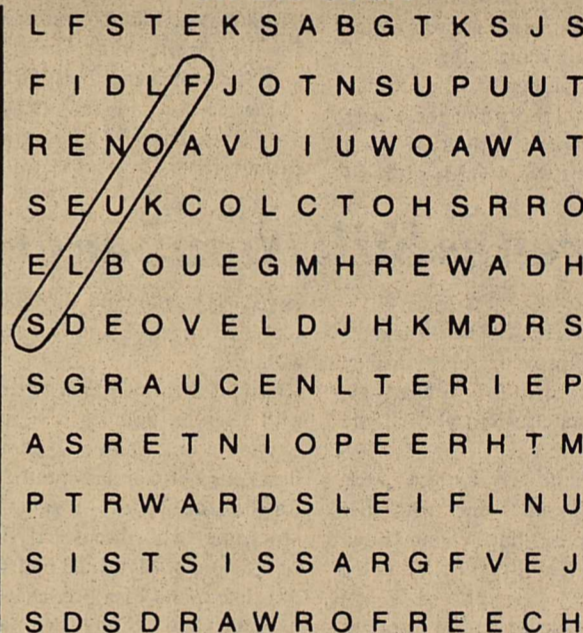 L F S T E K S A B G T K S J S
F I D L F J O T N S U P U U T
R E N O A V U I U W O A W A T
S E U K C O L C T O H S R R O
E L B O U E G M H R E W A D H
S D E O V E L D J H K M D R S
S G R A U C E N L T E R I E P
A S R E T N I O P E E R H T M
P T R W A R D S L E I F L N U
S I S T S I S S A R G F V E J
S D S D R A W R O F R E E C H